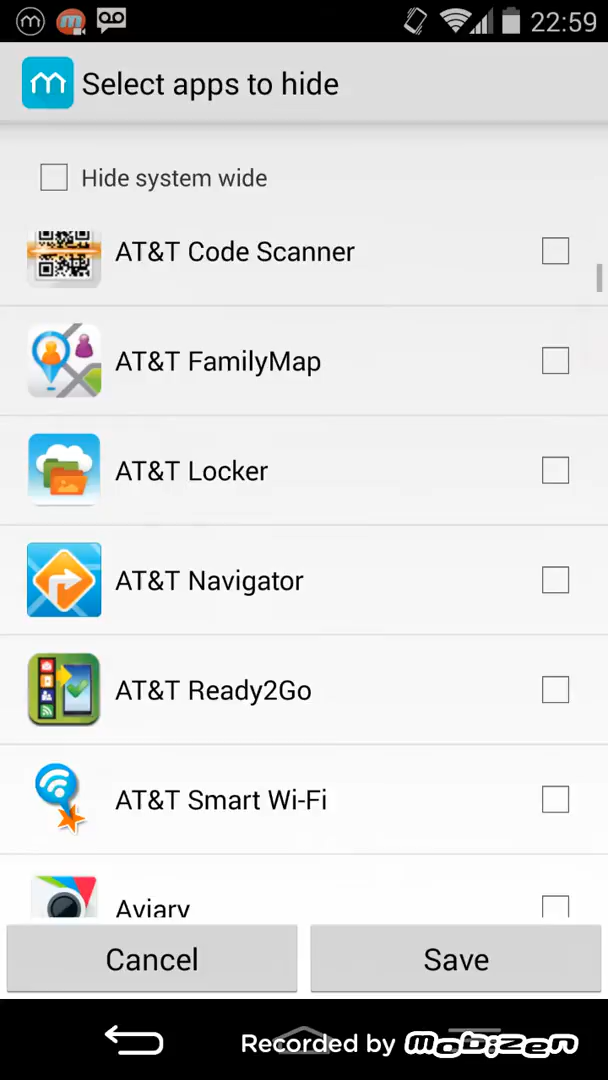 22:59
Select apps to hide
Hide system wide
AT&T Code Scanner
AT&T FamilyMap
AT&T Locker
AT&T Navigator
AT&T Ready2Go
AT&T Smart Wi-Fi
Aviary
Cancel Save
Recorded by mobizen